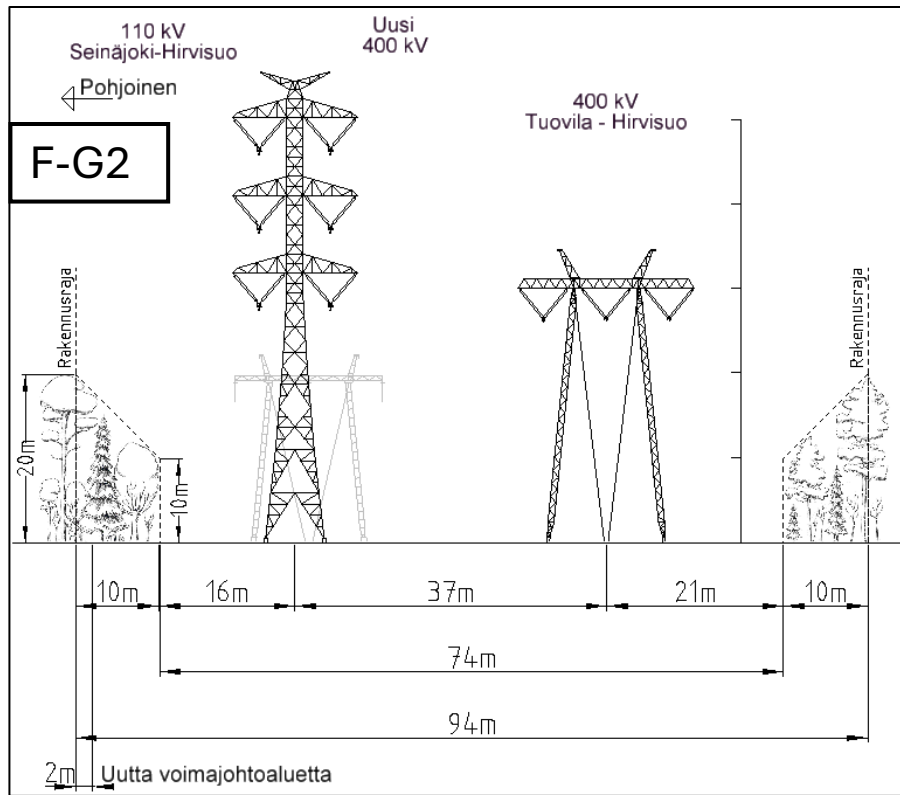 110 kV
Seinäjoki-Hirvisuo
Uusi
400 kV
Pohjoinen
400 kV
Tuovila - Hirvisuo
F-G2
Rakennusraja
Rakennusraja
20m
10m
10m
16m
37m
21m
10m
74m
94m
2m
Uutta voimajohtoaluetta